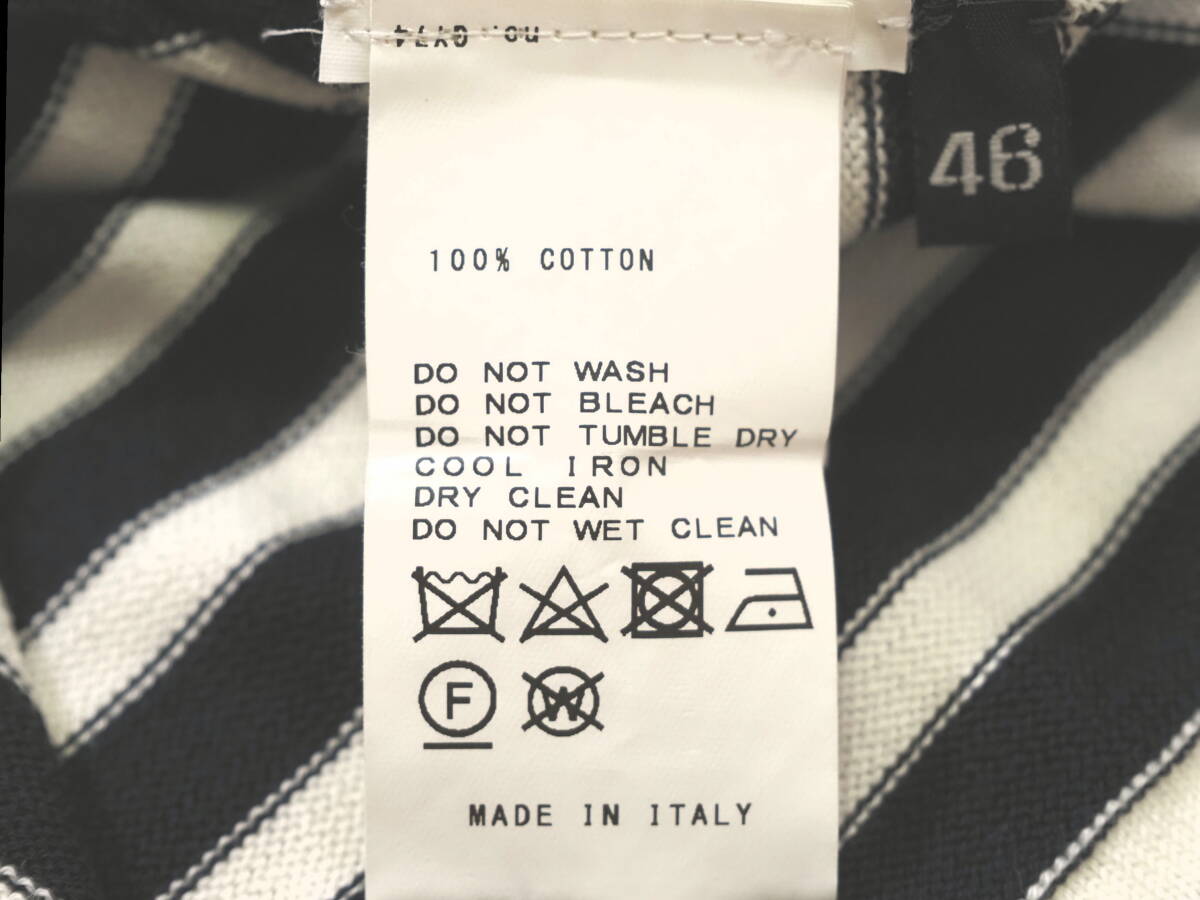 46
100% COTTON
DO NOT WASH
DO NOT BLEACH
DO NOT TUMBLE DRY
COOL IRON
DRY CLEAN
DO NOT WET CLEAN
F
W
MADE IN ITALY